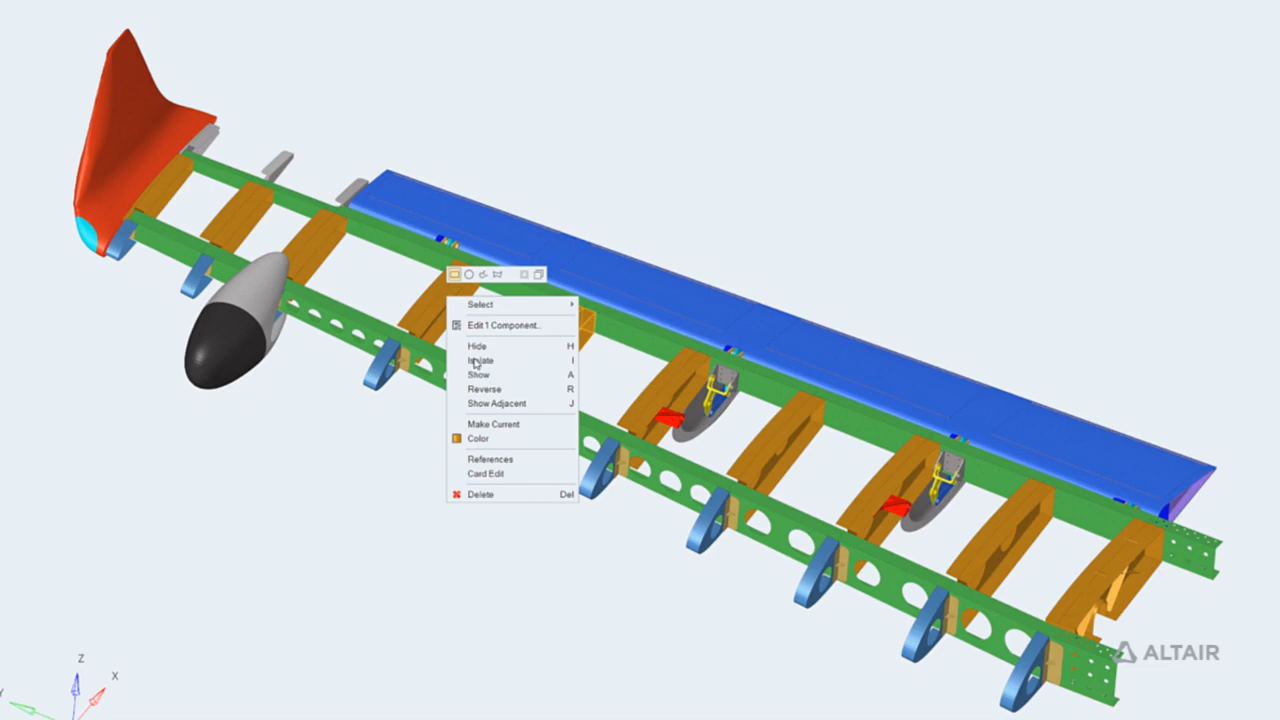 Select
Edit 1 Component...
Hide H
Isolate I
Show A
Reverse R
Show Adjacent J
Make Current
Color
References
Card Edit
Delete Del
ALTAIR
Z
X
Y